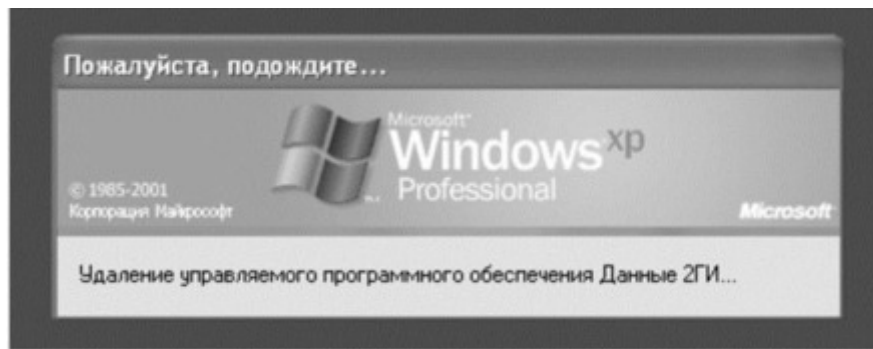 Пожалуйста, подождите...
Microsoft
Windows xp
Professional
© 1985-2001
Корпорация Майкрософт
Microsoft
Удаление управляемого программного обеспечения Данные 2ГИ...